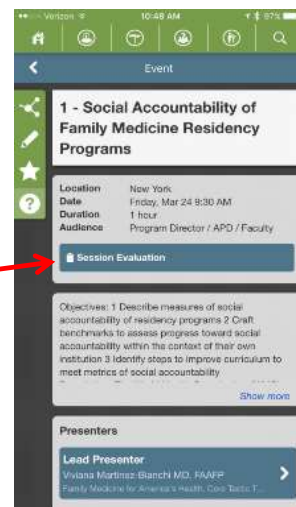 Verizon 10:48 AM 87%
Event
1 - Social Accountability of
Family Medicine Residency
Programs
Location New York
Date Friday, Mar 24 9:30 AM
Duration 1 hour
Audience Program Director / APD / Faculty
Session Evaluation
Objectives: 1 Describe measures of social
accountability of residency programs 2 Craft
benchmarks to assess progress toward social
accountability within the context of their own
institution 3 Identify steps to improve curriculum to
meet metrics of social accountability
Show more
Presenters
Lead Presenter
Viviana Martinez-Bianchi MD, FAAFP
Family Medicine for America's Health, Core Tactic T...